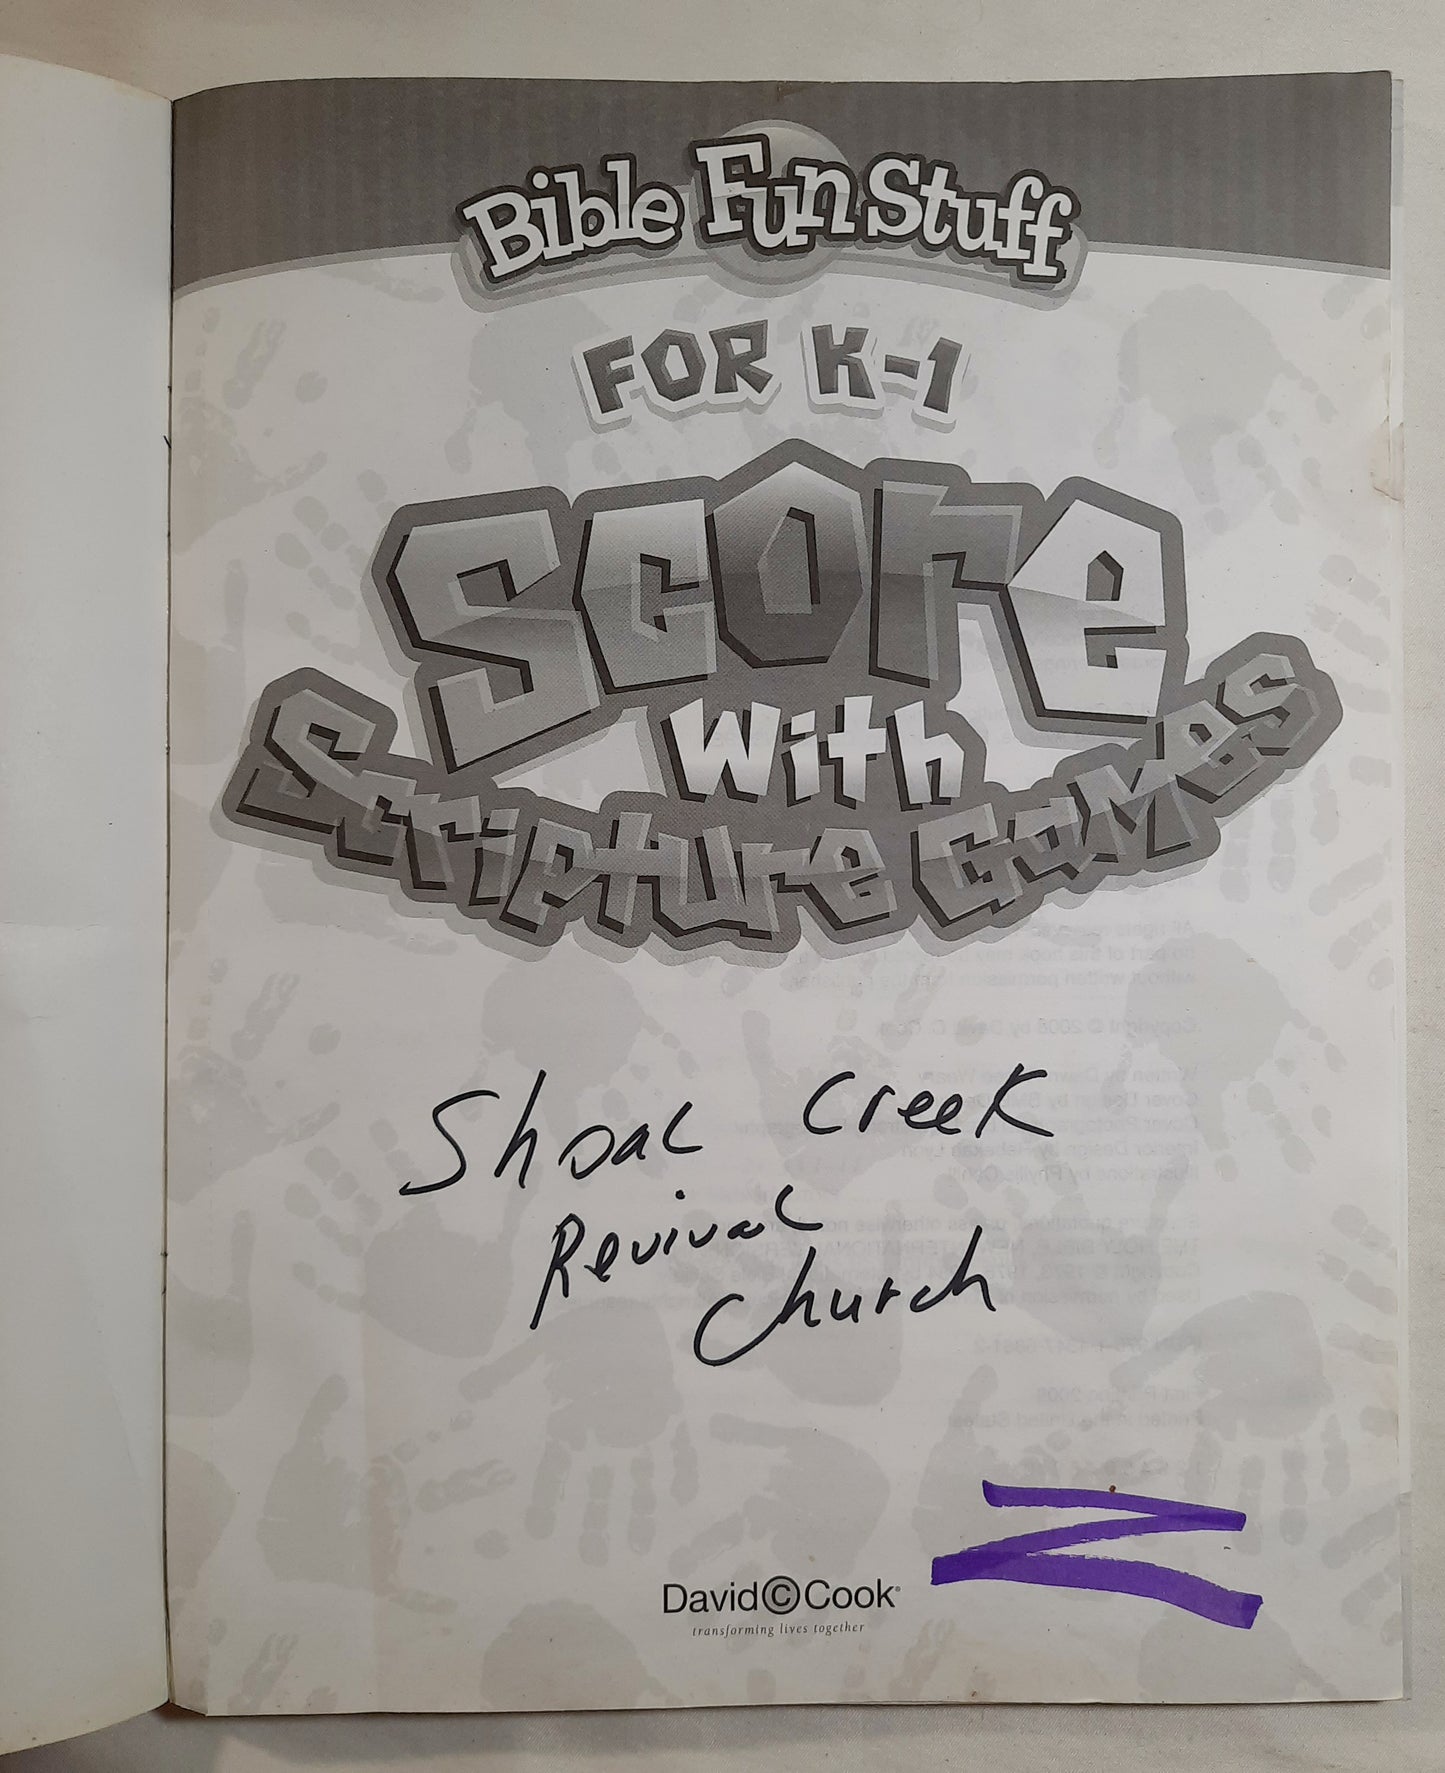 Bible Fun Stuff
FOR K-1
Score
with
Scripture Games
Shoal Creek
Revival
Church
David C Cook
transforming lives together